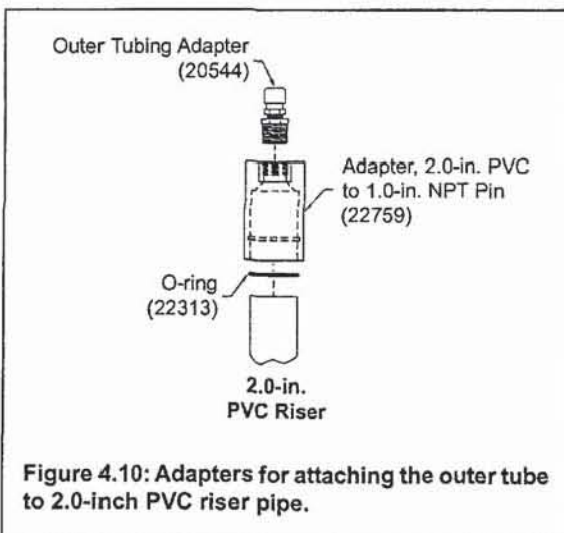 Outer Tubing Adapter
(20544)
Adapter, 2.0-in. PVC
to 1.0-in. NPT Pin
(22759)
O-ring
(22313)
2.0-in.
PVC Riser
Figure 4.10: Adapters for attaching the outer tube
to 2.0-inch PVC riser pipe.